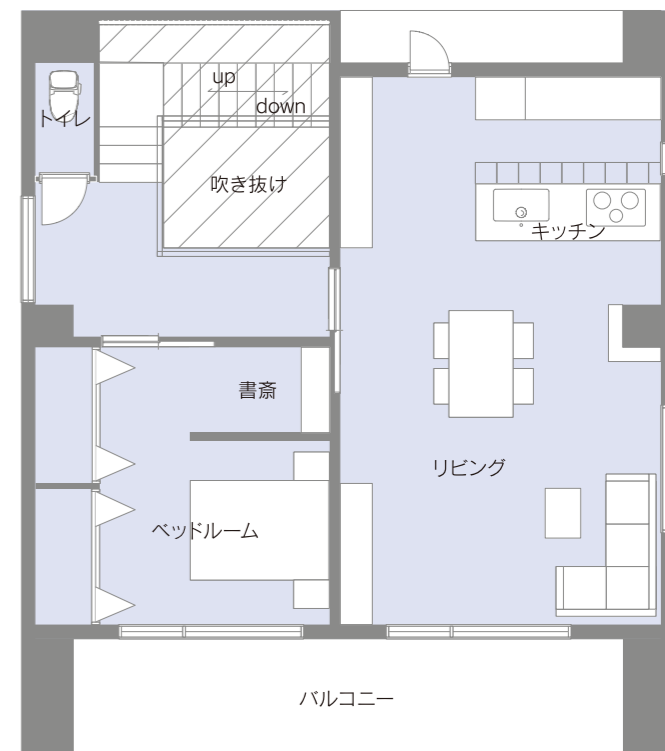 up
down
トイレ
吹き抜け
キッチン
書斎
リビング
ベッドルーム
バルコニー